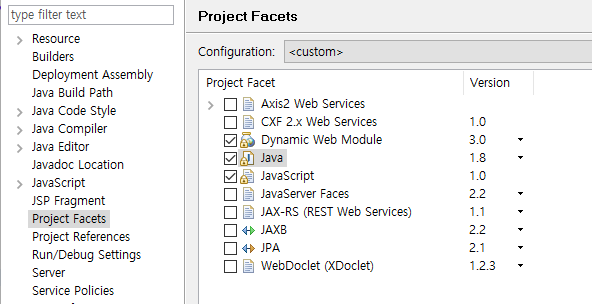 type filter text
Resource
Builders
Deployment Assembly
Java Build Path
Java Code Style
Java Compiler
Java Editor
Javadoc Location
JavaScript
JSP Fragment
Project Facets
Project References
Run/Debug Settings
Server
Service Policies
Project Facets
Configuration: <custom>
Project Facet Version
Axis2 Web Services
CXF 2.x Web Services 1.0
Dynamic Web Module 3.0
Java 1.8
JavaScript 1.0
JavaServer Faces 2.2
JAX-RS (REST Web Services) 1.1
JAXB 2.2
JPA 2.1
WebDoclet (XDoclet) 1.2.3